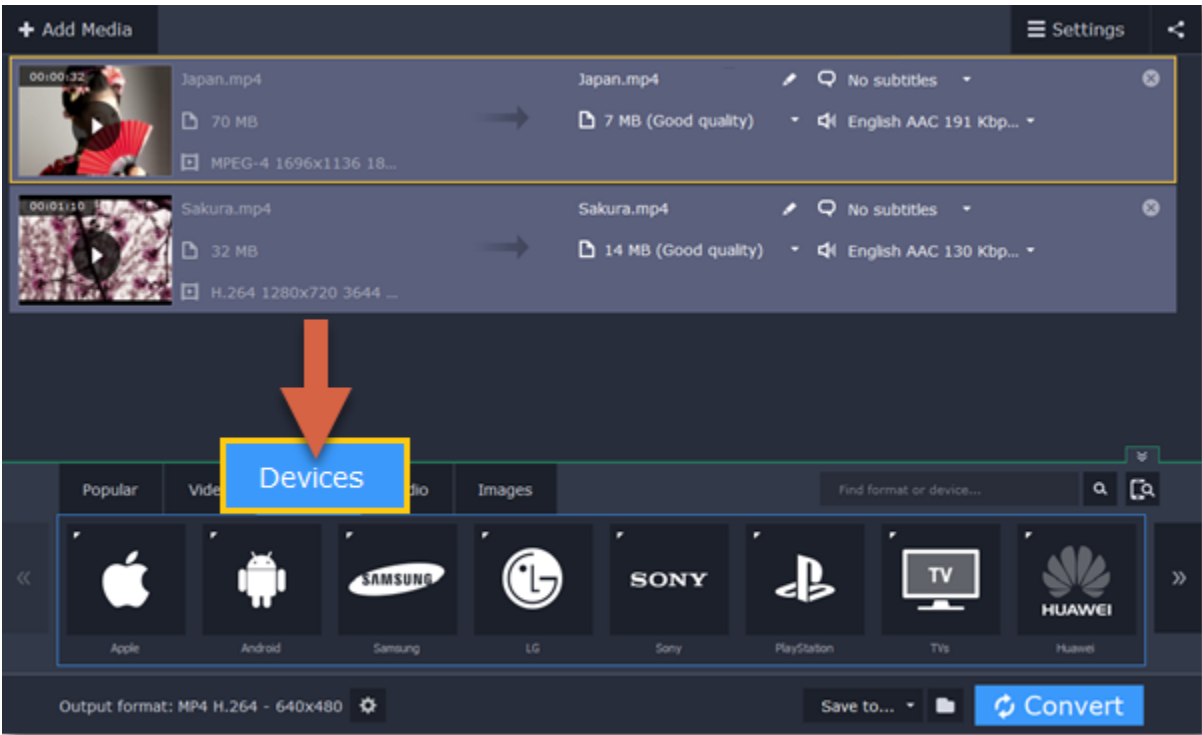 Add Media
Settings
00:00:32
Japan.mp4
70 MB
MPEG-4 1696x1136 18...
Japan.mp4
7 MB (Good quality)
No subtitles
English AAC 191 Kbp...
00:01:10
Sakura.mp4
32 MB
H.264 1280x720 3644 ...
Sakura.mp4
14 MB (Good quality)
No subtitles
English AAC 130 Kbp...
Popular
Vide
Devices
dio
Images
Find format or device...
SAMSUNG
LG
SONY
TV
HUAWEI
Apple
Android
Samsung
LG
Sony
PlayStation
TVs
Huawei
Output format: MP4 H.264 - 640x480
Save to...
Convert